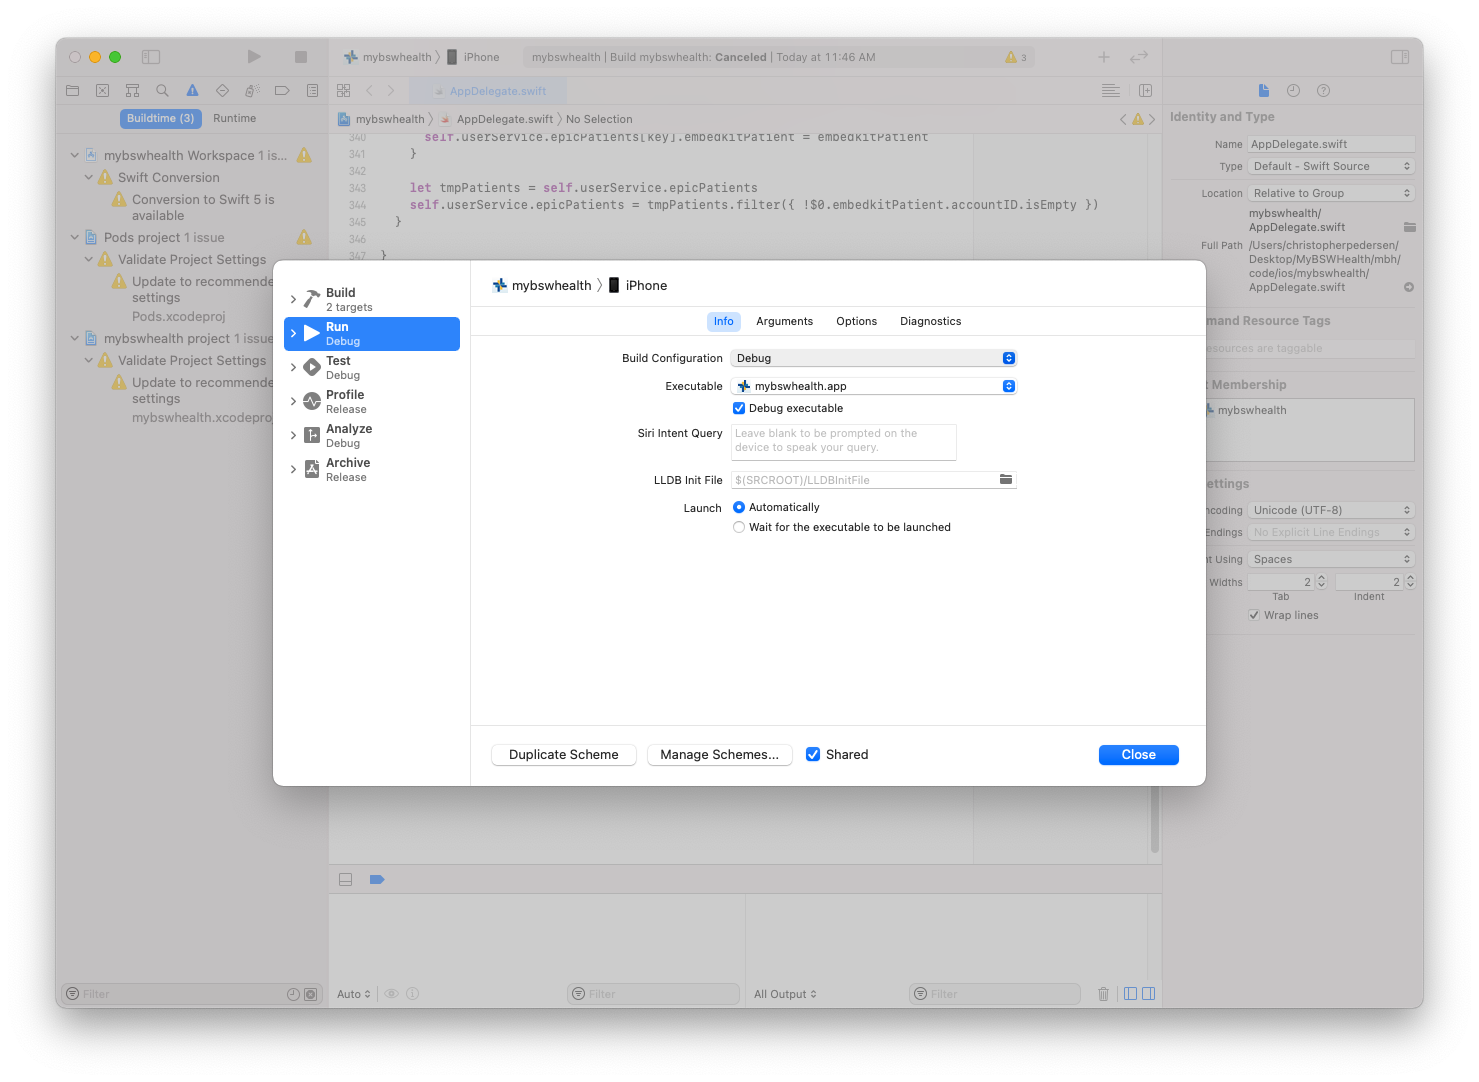 mybswhealth 〉 iPhone
mybswhealth | Build mybswhealth: Canceled | Today at 11:46 AM
3
AppDelegate.swift
Buildtime (3)
Runtime
mybswhealth 〉 AppDelegate.swift 〉 No Selection
mybswhealth Workspace 1 is...
Swift Conversion
Conversion to Swift 5 is
available
Pods project 1 issue
Validate Project Settings
Update to recommende
settings
Pods.xcodeproj
mybswhealth project 1 issue
Validate Project Settings
Update to recommende
settings
mybswhealth.xcodeproj
340 self.userService.epicPatients[key].embedkitPatient = embedkitPatient
341 }
342
343 let tmpPatients = self.userService.epicPatients
344 self.userService.epicPatients = tmpPatients.filter({ !$0.embedkitPatient.accountID.isEmpty })
345 }
346
347 }
Identity and Type
Name AppDelegate.swift
Type Default - Swift Source
Location Relative to Group
mybswhealth/
AppDelegate.swift
Full Path /Users/christopherpedersen/
Desktop/MyBSWHealth/mbh/
code/ios/mybswhealth/
AppDelegate.swift
mand Resource Tags
esources are taggable
t Membership
mybswhealth
ettings
ncoding Unicode (UTF-8)
Endings No Explicit Line Endings
nt Using Spaces
Widths 2 2
Tab Indent
Wrap lines
Build
2 targets
Run
Debug
Test
Debug
Profile
Release
Analyze
Debug
Archive
Release
mybswhealth 〉 iPhone
Info Arguments Options Diagnostics
Build Configuration Debug
Executable mybswhealth.app
Debug executable
Siri Intent Query Leave blank to be prompted on the
device to speak your query.
LLDB Init File $(SRCROOT)/LLDBInitFile
Launch Automatically
Wait for the executable to be launched
Duplicate Scheme Manage Schemes... Shared Close
Filter
Auto
Filter
All Output
Filter